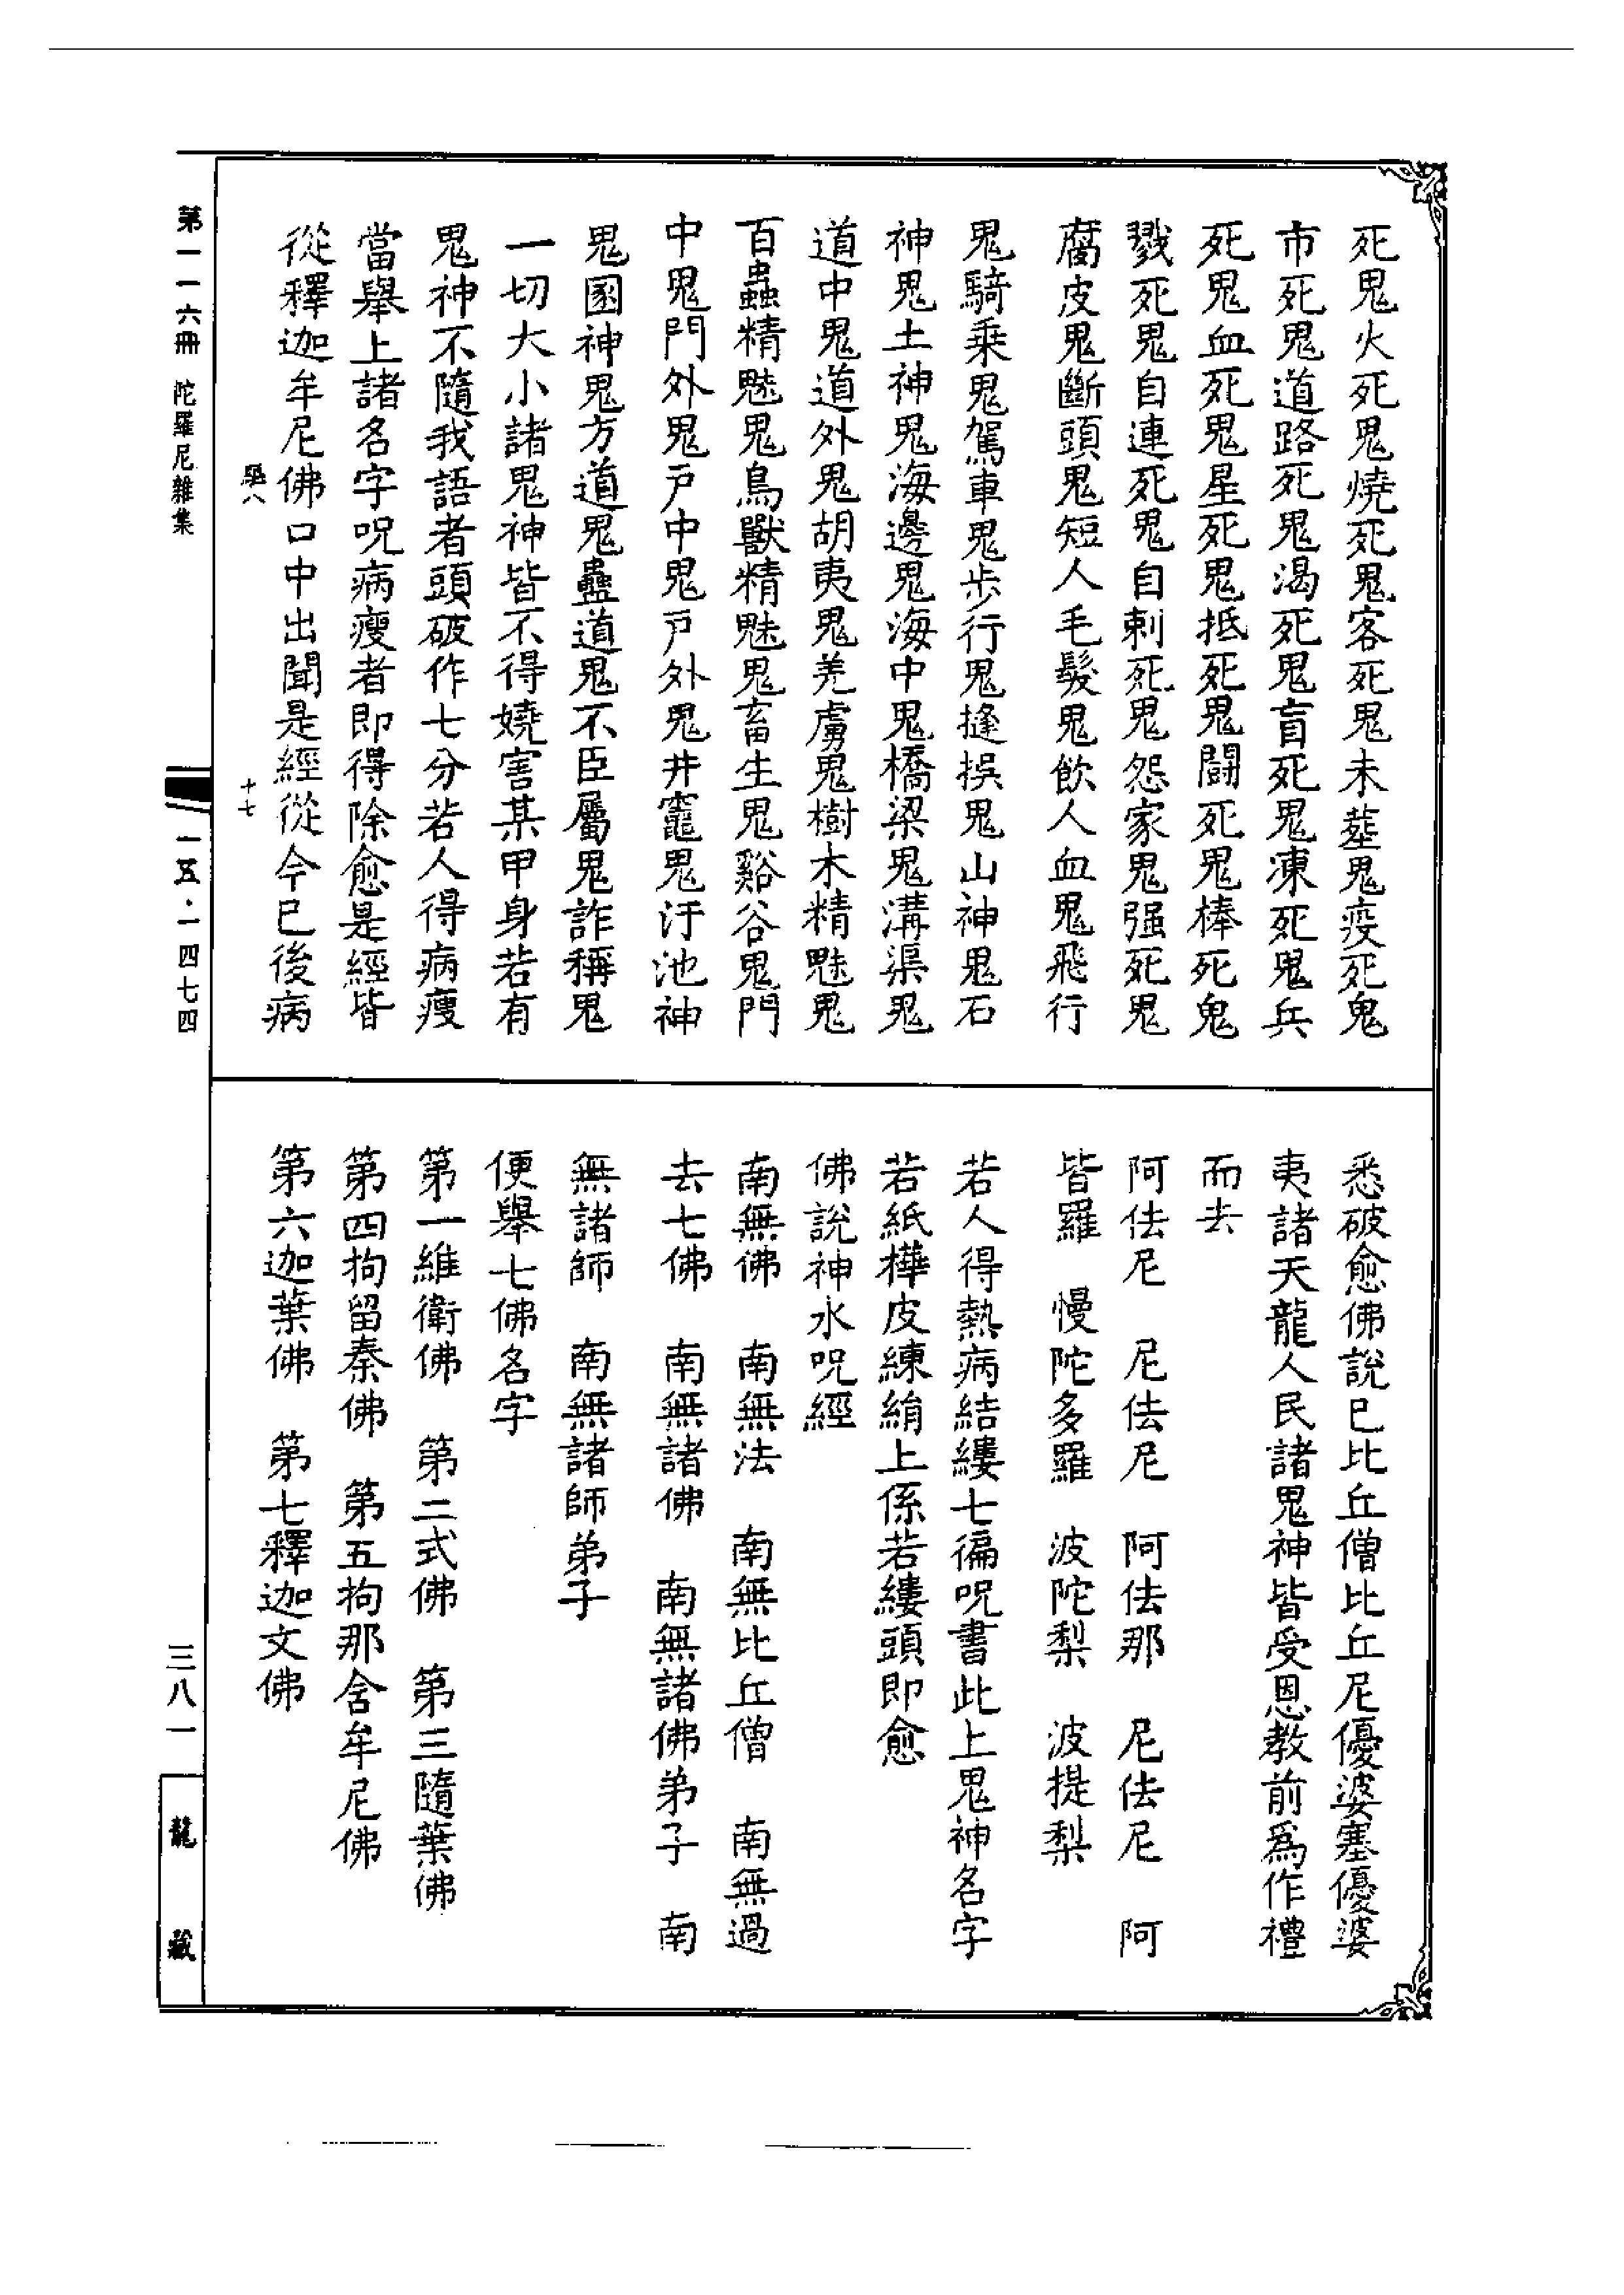 死鬼火死鬼燒死鬼客死鬼未塟鬼疫死鬼
市死鬼道路死鬼渴死鬼盲死鬼凍死鬼兵
死鬼血死鬼星死鬼抵死鬼鬪死鬼棒死鬼
戮死鬼自連死鬼自刺死鬼怨家鬼强死鬼
腐皮鬼斷頭鬼短人毛髮鬼飲人血鬼飛行
鬼騎乗鬼駕車鬼步行鬼逢悞鬼山神鬼石
神鬼土神鬼海邊鬼海中鬼橋梁鬼溝渠鬼
道中鬼道外鬼胡夷鬼羌虜鬼樹木精魅鬼
百蟲精魅鬼鳥獸精魅鬼畜生鬼谿谷鬼門
中鬼門外鬼戸中鬼戸外鬼井竈鬼汙池神
鬼圂神鬼方道鬼蠱道鬼不臣屬鬼詐稱鬼
一切大小諸鬼神皆不得嬈害某甲身若有
鬼神不隨我語者頭破作七分若人得病瘦
當舉上諸名字呪病瘦者即得除愈是經皆
從釋迦牟尼佛口中出聞是經從今已後病
悉破愈佛說已比丘僧比丘尼優婆塞優婆
夷諸天龍人民諸鬼神皆受恩教前爲作禮
而去
阿佉尼　尼佉尼　阿佉那　尼佉尼　阿
皆羅　慢陀多羅　波陀梨　波提梨
若人得熱病結縷七徧呪書此上鬼神名字
若紙樺皮練絹上係若縷頭即愈
佛說神水呪經
南無佛　南無法　南無比丘僧　南無過
去七佛　南無諸佛　南無諸佛弟子　南
無諸師　南無諸師弟子
便舉七佛名字
第一維衛佛　第二式佛　第三隨葉佛
第四拘留秦佛　第五拘那舍牟尼佛
第六迦葉佛　第七釋迦文佛
驅八　十七
第一一六冊　陀羅尼雜集
一五·一四七四
三八一
龍藏